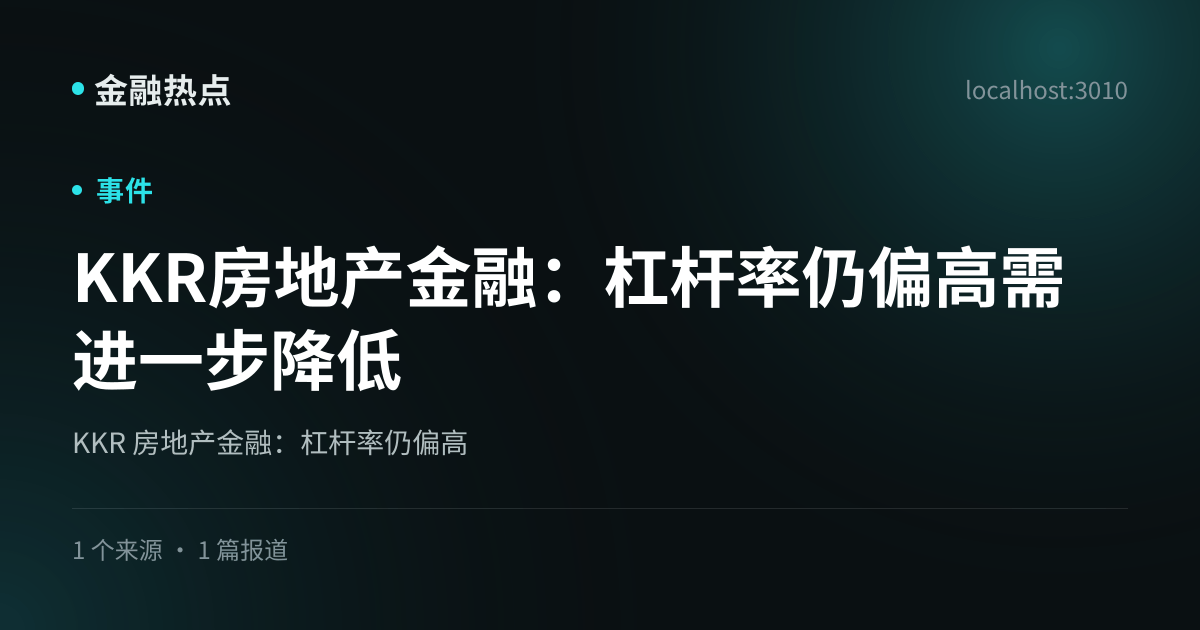 金融热点
localhost:3010
事件
KKR房地产金融：杠杆率仍偏高需
进一步降低
KKR 房地产金融：杠杆率仍偏高
1 个来源 · 1 篇报道